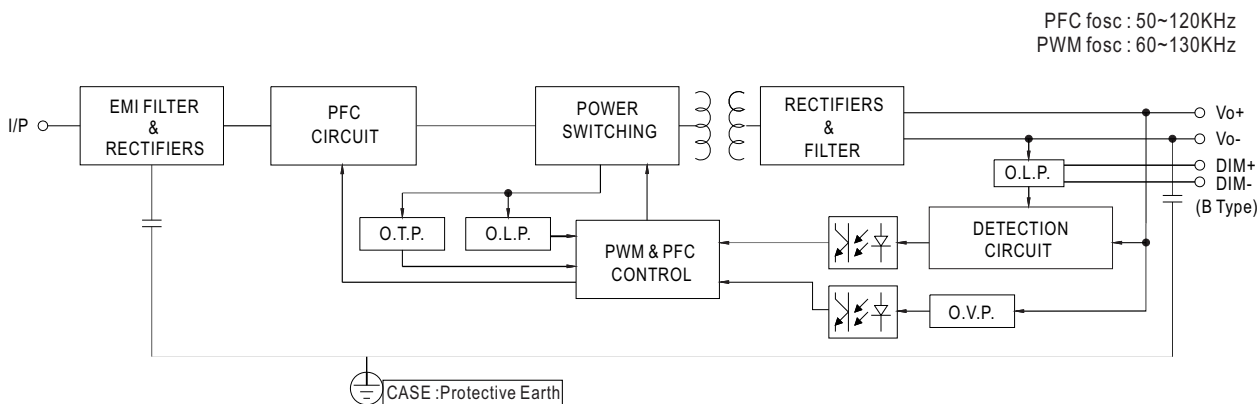 PFC fosc : 50~120KHz
PWM fosc : 60~130KHz
I/P
EMI FILTER
&
RECTIFIERS
PFC
CIRCUIT
POWER
SWITCHING
RECTIFIERS
&
FILTER
Vo+
Vo-
DIM+
DIM-
(B Type)
O.L.P.
O.T.P.
O.L.P.
PWM & PFC
CONTROL
DETECTION
CIRCUIT
O.V.P.
CASE :Protective Earth